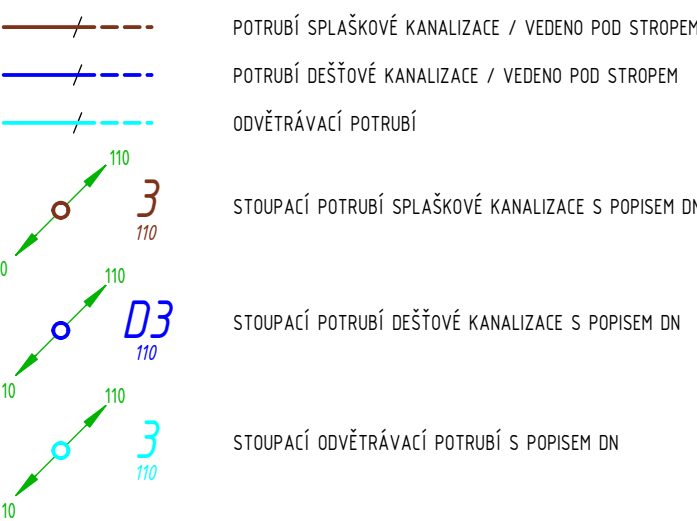 POTRUBÍ SPLAŠKOVÉ KANALIZACE / VEDENO POD STROPEM
POTRUBÍ DEŠŤOVÉ KANALIZACE / VEDENO POD STROPEM
ODVĚTRÁVACÍ POTRUBÍ
110
3
110
STOUPACÍ POTRUBÍ SPLAŠKOVÉ KANALIZACE S POPISEM DN
0
110
D3
110
STOUPACÍ POTRUBÍ DEŠŤOVÉ KANALIZACE S POPISEM DN
10
110
3
110
STOUPACÍ ODVĚTRÁVACÍ POTRUBÍ S POPISEM DN
10